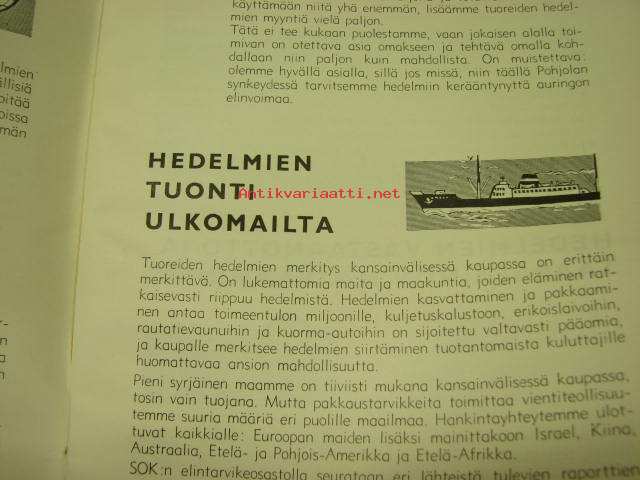 käyttämään niitä yhä enemmän, lisäämme tuoreiden hedel-
mien myyntiä vielä paljon.
Tätä ei tee kukaan puolestamme, vaan jokaisen alalla toi-
mivan on otettava asia omakseen ja tehtävä omalla koh-
dallaan niin paljon kuin mahdollista. On muistettava:
olemme hyvällä asialla, sillä jos missä, niin täällä Pohjolan
synkeydessä tarvitsemme hedelmiin kerääntynyttä auringon
elinvoimaa.
HEDELMIEN
TUONTI
ULKOMAILTA
Antikvariaatti.net
Tuoreiden hedelmien merkitys kansainvälisessä kaupassa on erittäin
merkittävä. On lukemattomia maita ja maakuntia, joiden eläminen rat-
kaisevasti riippuu hedelmistä. Hedelmien kasvattaminen ja pakkaami-
nen antaa toimeentulon miljoonille, kuljetuskalustoon, erikoislaivoihin,
rautatievaunuihin ja kuorma-autoihin on sijoitettu valtavasti pääomia,
ja kaupalle merkitsee hedelmien siirtäminen tuotantomaista kuluttajille
huomattavaa ansion mahdollisuutta.
Pieni syrjäinen maamme on tiiviisti mukana kansainvälisessä kaupassa,
tosin vain tuojana. Mutta pakkaustarvikkeita toimittaa vientiteollisuu-
temme suuria määriä eri puolille maailmaa. Hankintayhteytemme ulot-
tuvat kaikkialle: Euroopan maiden lisäksi mainittakoon Israel, Kiina,
Australia, Etelä- ja Pohjois-Amerikka ja Etelä-Afrikka.
SOK:n elintarvikeosastolla seurataan eri lähteistä tulevien raporttien